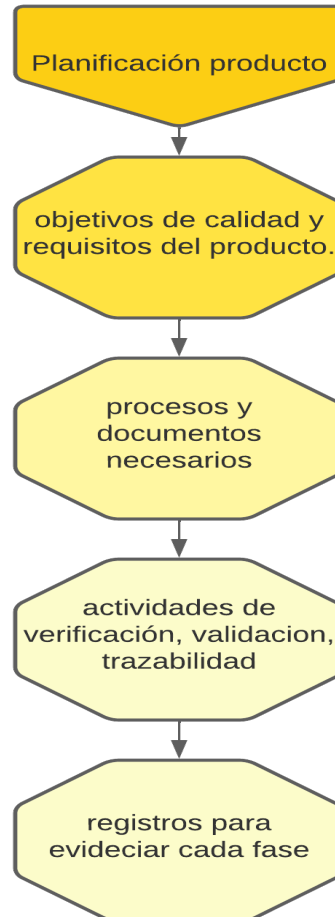 Planificación producto
objetivos de calidad y
requisitos del producto.
procesos y
documentos
necesarios
actividades de
verificación, validacion,
trazabilidad
registros para
evideciar cada fase